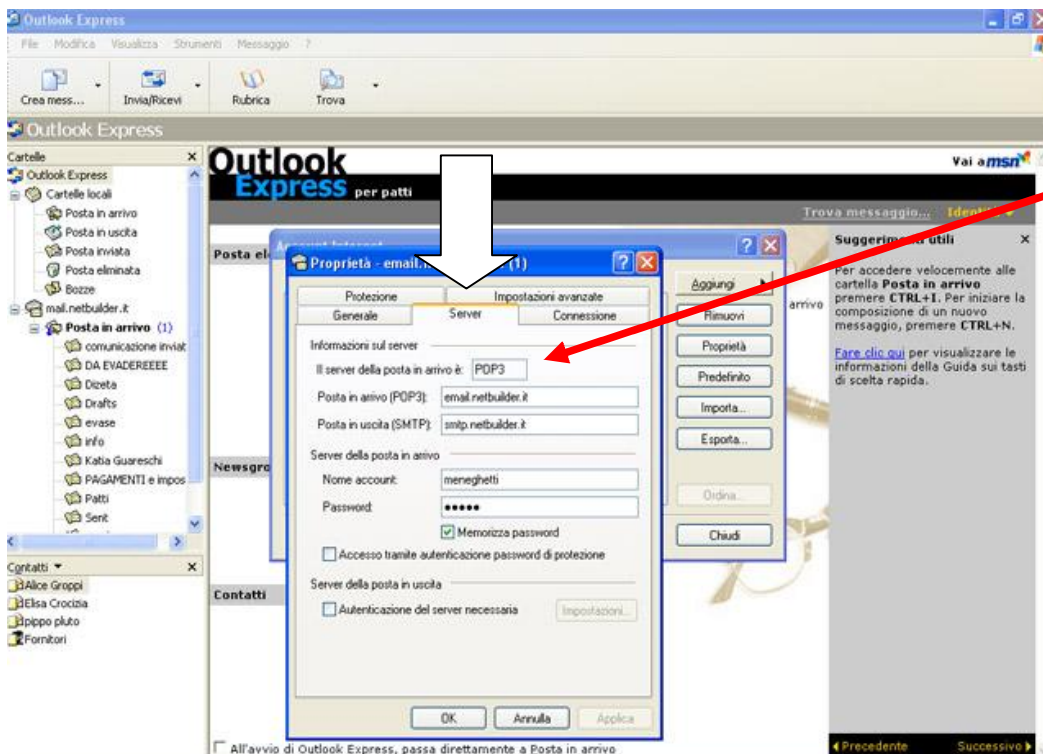 Outlook Express
File Modifica Visualizza Strumenti Messaggio ?
Crea mess... Invia/Ricevi Rubrica Trova
Outlook Express
Cartelle
Outlook Express
Cartelle locali
Posta in arrivo
Posta in uscita
Posta inviata
Posta eliminata
Bozze
mail.netbuilder.it
Posta in arrivo (1)
comunicazione inviat
DA EVADEREEEE
Dizeta
Drafts
evase
info
Katia Guareschi
PAGAMENTI e impos
Patti
Sent
Contatti
Alice Groppi
Elisa Crocizia
pippo pluto
Fornitori
Outlook
Express per patti
Vai a msn
Trova messaggio...
Posta el
Newsgro
Contatti
arrivo
Account Internet
Aggiungi
Rimuovi
Proprietà
Predefinito
Importa...
Esporta...
Ordina...
Chiudi
Proprietà - email. (1)
Protezione Impostazioni avanzate
Generale Server Connessione
Informazioni sul server
Il server della posta in arrivo è: POP3
Posta in arrivo (POP3): email.netbuilder.it
Posta in uscita (SMTP): smtp.netbuilder.it
Server della posta in arrivo
Nome account: meneghetti
Password: •••••
Memorizza password
Accesso tramite autenticazione password di protezione
Server della posta in uscita
Autenticazione del server necessaria Impostazioni...
OK Annulla Applica
Suggerimenti utili
Per accedere velocemente alle
cartella Posta in arrivo
premere CTRL+I. Per iniziare la
composizione di un nuovo
messaggio, premere CTRL+N.
Fare clic qui per visualizzare le
informazioni della Guida sui tasti
di scelta rapida.
All'avvio di Outlook Express, passa direttamente a Posta in arrivo
Precedente Successivo